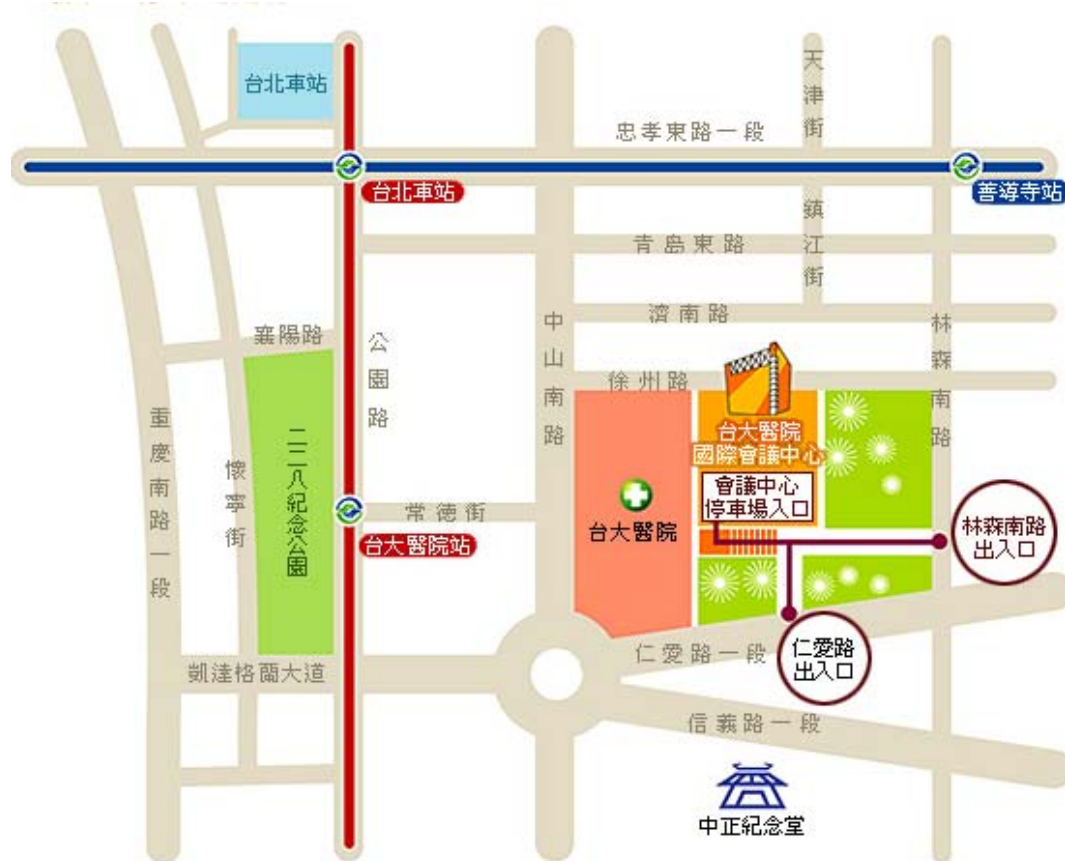 台北車站
忠孝東路一段
天津街
台北車站
善導寺站
青島東路
鎮江街
濟南路
襄陽路
公園路
中山南路
林森南路
徐州路
台大醫院
國際會議中心
會議中心
停車場入口
重慶南路一段
懷寧街
二二八紀念公園
常德街
台大醫院站
台大醫院
林森南路
出入口
仁愛路一段
仁愛路
出入口
凱達格蘭大道
信義路一段
中正紀念堂